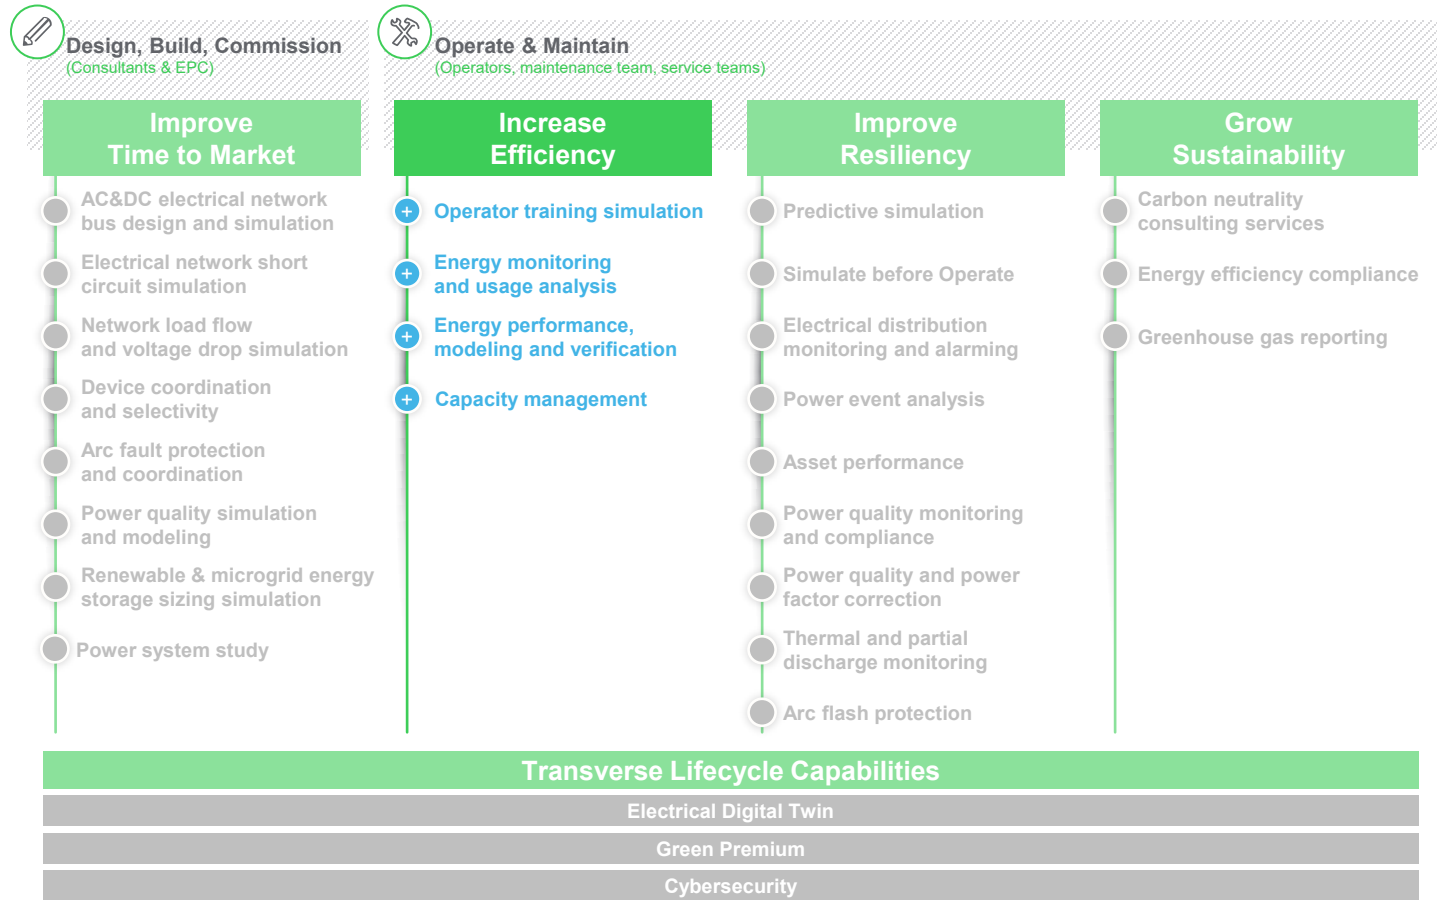 Design, Build, Commission
(Consultants & EPC)
Operate & Maintain
(Operators, maintenance team, service teams)
Improve
Time to Market
AC&DC electrical network
bus design and simulation
Electrical network short
circuit simulation
Network load flow
and voltage drop simulation
Device coordination
and selectivity
Arc fault protection
and coordination
Power quality simulation
and modeling
Renewable & microgrid energy
storage sizing simulation
Power system study
Increase
Efficiency
Operator training simulation
Energy monitoring
and usage analysis
Energy performance,
modeling and verification
Capacity management
Improve
Resiliency
Predictive simulation
Simulate before Operate
Electrical distribution
monitoring and alarming
Power event analysis
Asset performance
Power quality monitoring
and compliance
Power quality and power
factor correction
Thermal and partial
discharge monitoring
Arc flash protection
Grow
Sustainability
Carbon neutrality
consulting services
Energy efficiency compliance
Greenhouse gas reporting
Transverse Lifecycle Capabilities
Electrical Digital Twin
Green Premium
Cybersecurity